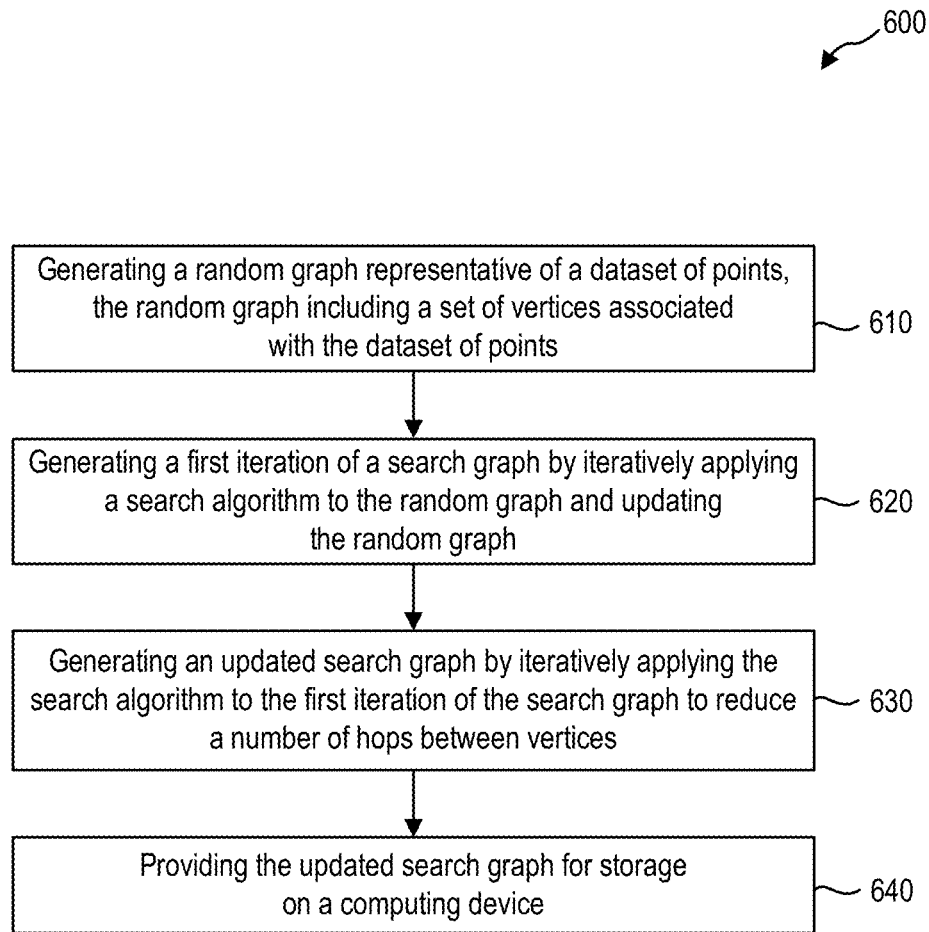 600
Generating a random graph representative of a dataset of points,
the random graph including a set of vertices associated
with the dataset of points
610
Generating a first iteration of a search graph by iteratively applying
a search algorithm to the random graph and updating
the random graph
620
Generating an updated search graph by iteratively applying the
search algorithm to the first iteration of the search graph to reduce
a number of hops between vertices
630
Providing the updated search graph for storage
on a computing device
640